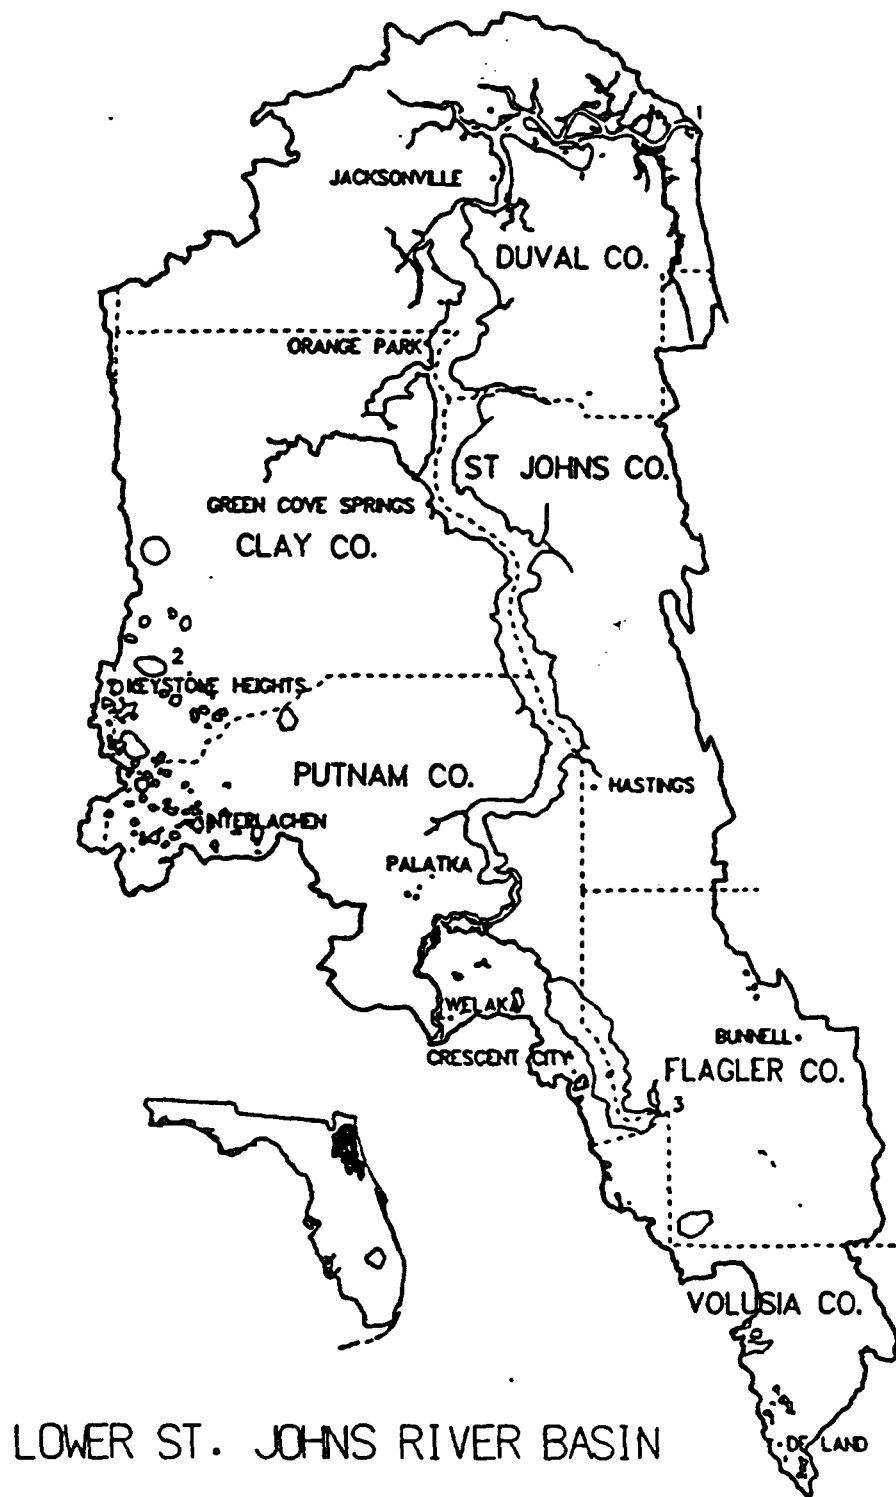 1
JACKSONVILLE
DUVAL CO.
ORANGE PARK
ST JOHNS CO.
GREEN COVE SPRINGS
CLAY CO.
2
KEYSTONE HEIGHTS
PUTNAM CO.
HASTINGS
INTERLACHEN
PALATKA
WELAKA
BUNNELL
CRESCENT CITY
FLAGLER CO.
3
VOLUSIA CO.
DE LAND
LOWER ST. JOHNS RIVER BASIN